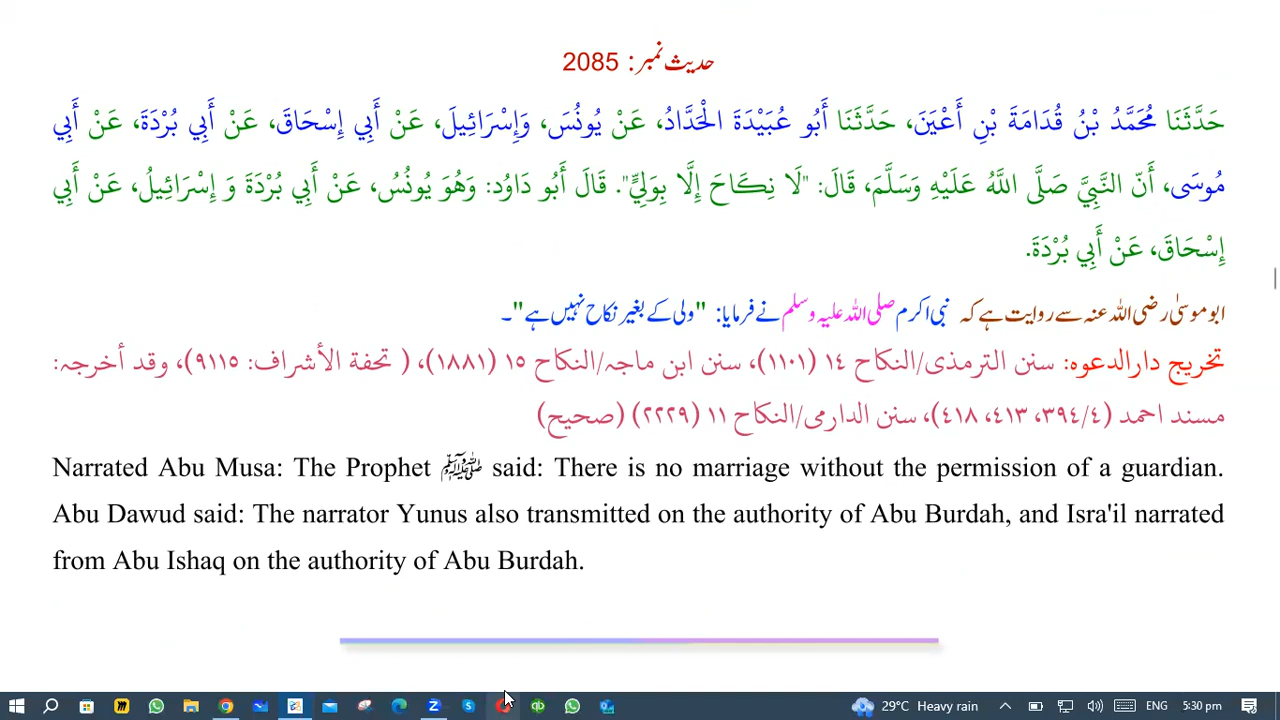 حدیث نمبر: 2085
حَدَّثَنَا مُحَمَّدُ بْنُ قُدَامَةَ بْنِ أَعْيَنَ، حَدَّثَنَا أَبُو عُبَيْدَةَ الْحَدَّادُ، عَنْ يُونُسَ، وَإِسْرَائِيلَ، عَنْ أَبِي إِسْحَاقَ، عَنْ أَبِي بُرْدَةَ، عَنْ أَبِي
مُوسَى، أَنّ النَّبِيَّ صَلَّى اللَّهُ عَلَيْهِ وَسَلَّمَ، قَالَ: "لَا نِكَاحَ إِلَّا بِوَلِيٍّ". قَالَ أَبُو دَاوُد: وَهُوَ يُونُسُ، عَنْ أَبِي بُرْدَةَ وَ إِسْرَائِيلُ، عَنْ أَبِي
إِسْحَاقَ، عَنْ أَبِي بُرْدَةَ.
ابوموسیٰ رضی اللہ عنہ سے روایت ہے کہ نبی اکرم صلی اللہ علیہ وسلم نے فرمایا: "ولی کے بغیر نکاح نہیں ہے"۔
تخریج دارالدعوہ: سنن الترمذی/النکاح ١٤ (١١٠١)، سنن ابن ماجہ/النکاح ١٥ (١٨٨١)، ( تحفة الأشراف: ٩١١٥)، وقد أخرجہ:
مسند احمد (٤/٣٩٤، ٤١٣، ٤١٨)، سنن الدارمی/النکاح ١١ (٢٢٢٩) (صحیح)
Narrated Abu Musa: The Prophet ﷺ said: There is no marriage without the permission of a guardian.
Abu Dawud said: The narrator Yunus also transmitted on the authority of Abu Burdah, and Isra'il narrated
from Abu Ishaq on the authority of Abu Burdah.
29°C Heavy rain ENG 5:30 pm